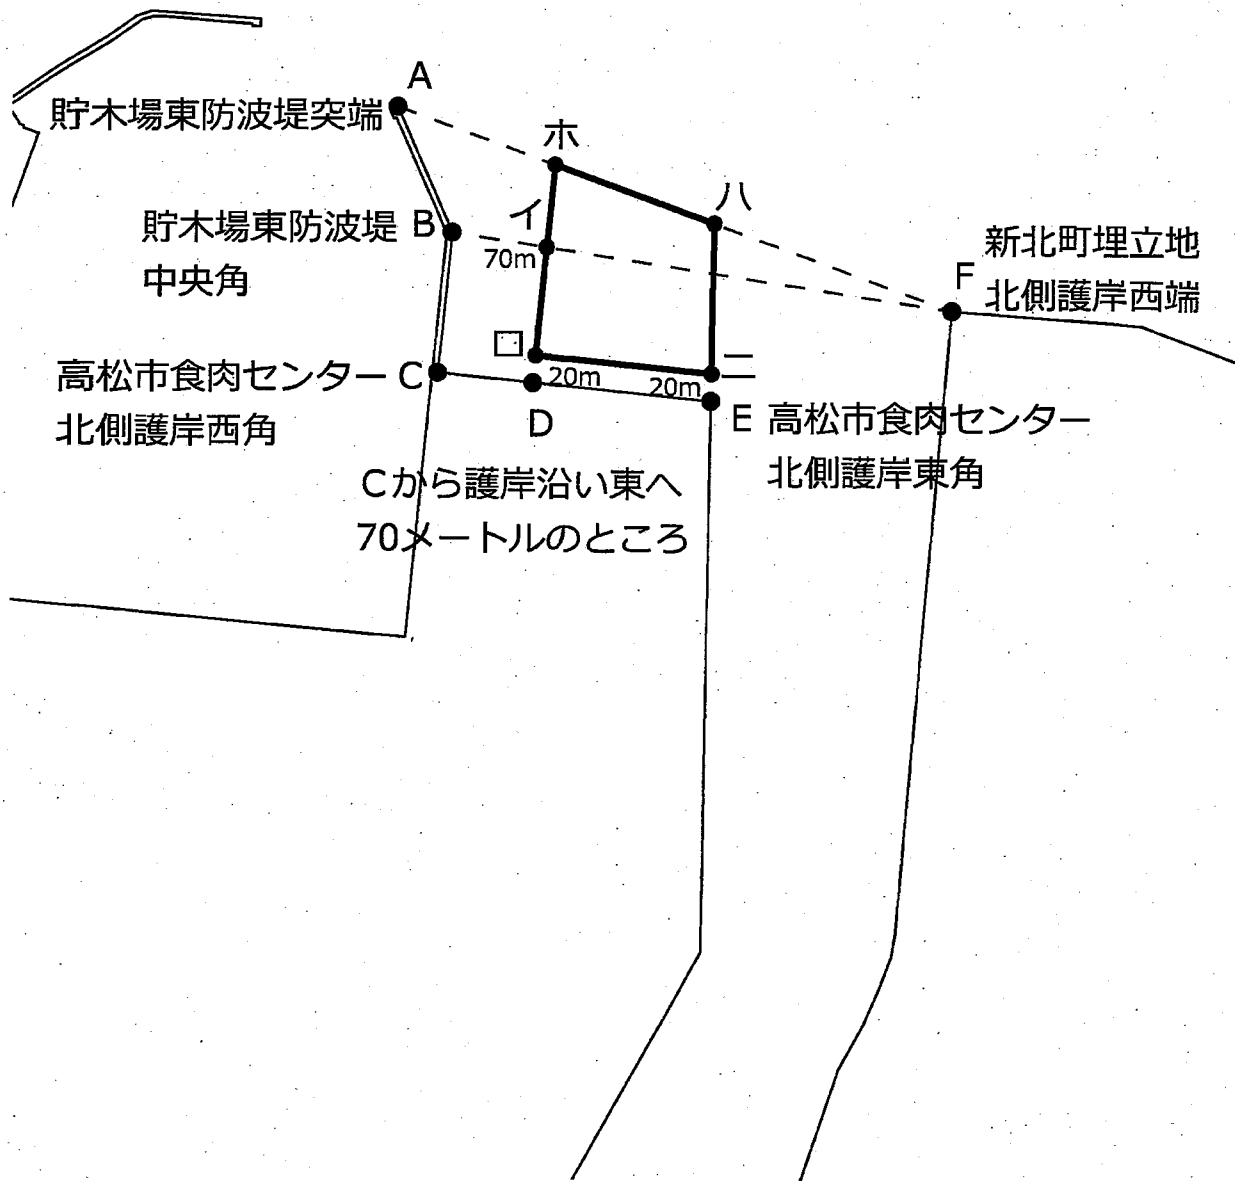 A
貯木場東防波堤突端
ホ
ハ
イ
貯木場東防波堤 B
中央角
70m
新北町埋立地
F
北側護岸西端
ロ
ニ
20m
20m
高松市食肉センター C
北側護岸西角
D
E 高松市食肉センター
北側護岸東角
Cから護岸沿い東へ
70メートルのところ